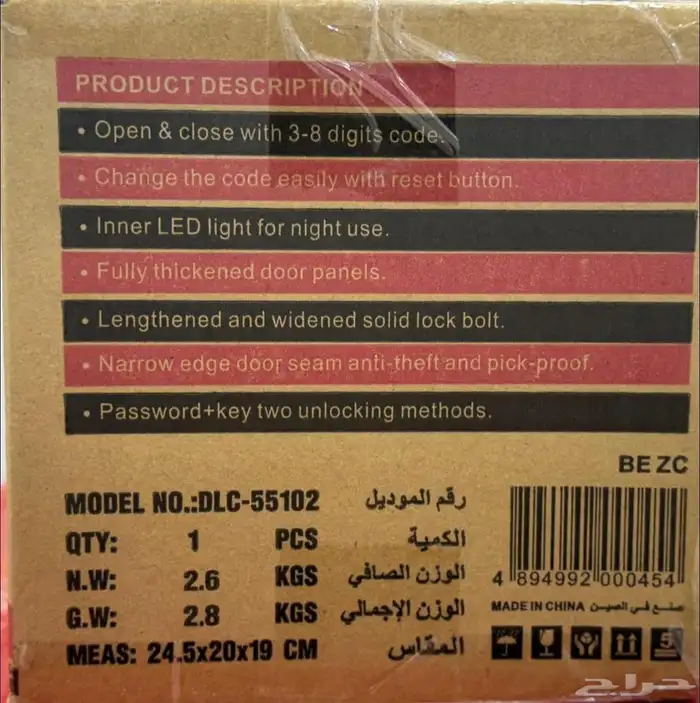 PRODUCT DESCRIPTION
• Open & close with 3-8 digits code.
• Change the code easily with reset button.
• Inner LED light for night use.
• Fully thickened door panels.
• Lengthened and widened solid lock bolt.
• Narrow edge door seam anti-theft and pick-proof.
• Password+key two unlocking methods.
BE ZC
MODEL NO.:DLC-55102 رقم الموديل
QTY: 1 PCS الكمية
N.W: 2.6 KGS الوزن الصافي
G.W: 2.8 KGS الوزن الإجمالي
MEAS: 24.5x20x19 CM المقاس
4 894992 000454
MADE IN CHINA صنع في الصين
5
حراج